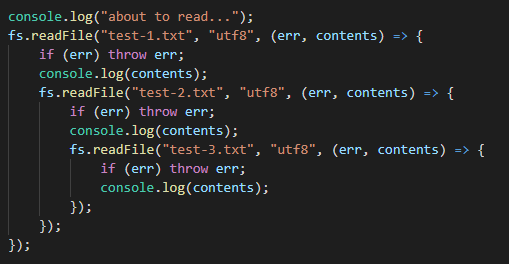 console.log("about to read...");
fs.readFile("test-1.txt", "utf8", (err, contents) => {
    if (err) throw err;
    console.log(contents);
    fs.readFile("test-2.txt", "utf8", (err, contents) => {
        if (err) throw err;
        console.log(contents);
        fs.readFile("test-3.txt", "utf8", (err, contents) => {
            if (err) throw err;
            console.log(contents);
        });
    });
});